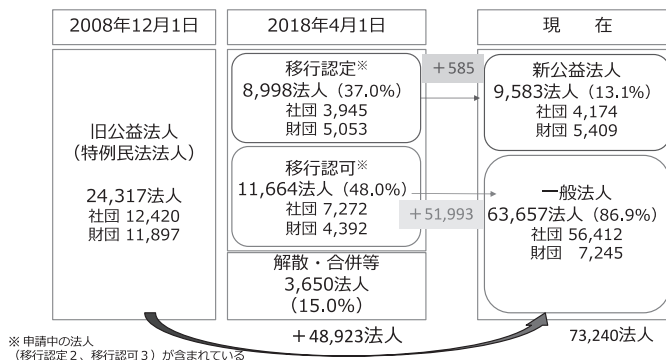 2008年12月1日
2018年4月1日
現　在
旧公益法人
（特例民法法人）
24,317法人
社団 12,420
財団 11,897
移行認定※
8,998法人（37.0%）
社団 3,945
財団 5,053
移行認可※
11,664法人（48.0%）
社団 7,272
財団 4,392
解散・合併等
3,650法人
（15.0%）
＋585
＋51,993
新公益法人
9,583法人（13.1%）
社団 4,174
財団 5,409
一般法人
63,657法人（86.9%）
社団 56,412
財団　7,245
＋48,923法人
73,240法人
※ 申請中の法人
（移行認定２、移行認可３）が含まれている